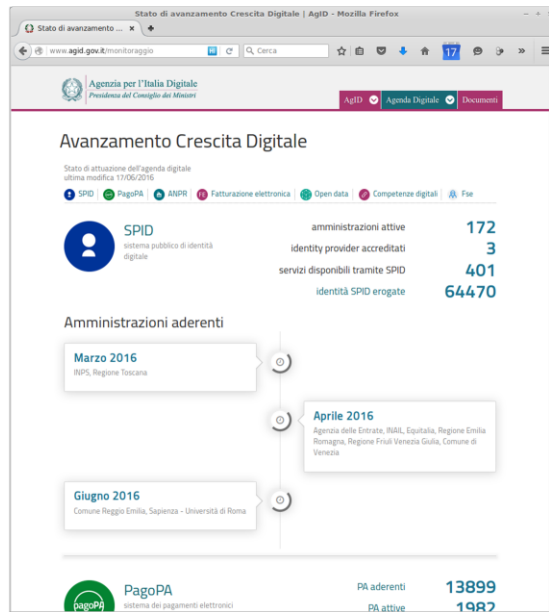 Stato di avanzamento Crescita Digitale | AgID - Mozilla Firefox
Stato di avanzamento ...
www.agid.gov.it/monitoraggio
Cerca
17
Agenzia per l'Italia Digitale
Presidenza del Consiglio dei Ministri
AgID Agenda Digitale Documenti
Avanzamento Crescita Digitale
Stato di attuazione dell'agenda digitale
ultima modifica 17/06/2016
SPID PagoPA ANPR FE Fatturazione elettronica Open data Competenze digitali Fse
SPID
sistema pubblico di identità
digitale
amministrazioni attive 172
identity provider accreditati 3
servizi disponibili tramite SPID 401
identità SPID erogate 64470
Amministrazioni aderenti
Marzo 2016
INPS, Regione Toscana
Aprile 2016
Agenzia delle Entrate, INAIL, Equitalia, Regione Emilia
Romagna, Regione Friuli Venezia Giulia, Comune di
Venezia
Giugno 2016
Comune Reggio Emilia, Sapienza - Università di Roma
pagoPA
PagoPA
sistema dei pagamenti elettronici
PA aderenti 13899
PA attive 1982